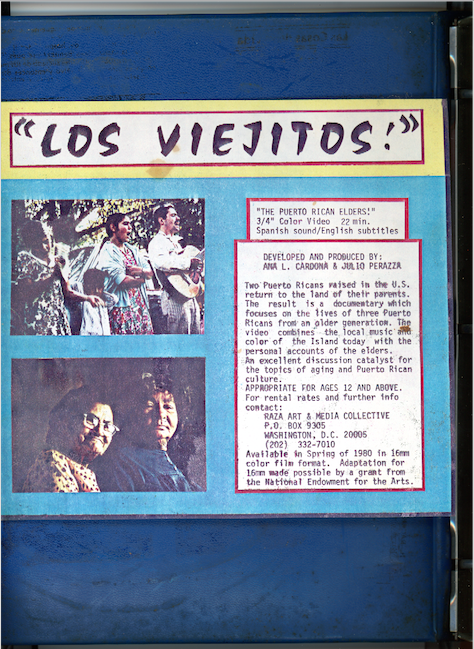 "LOS VIEJITOS!"
"THE PUERTO RICAN ELDERS!"
3/4" Color Video 22 min.
Spanish sound/English subtitles
DEVELOPED AND PRODUCED BY:
ANA L. CARDONA & JULIO PERAZZA
Two Puerto Ricans raised in the U.S.
return to the land of their parents.
The result is a documentary which
focuses on the lives of three Puerto
Ricans from an older generation. The
video combines the local music and
color of the Island today with the
personal accounts of the elders.
An excellent discussion catalyst for
the topics of aging and Puerto Rican
culture.
APPROPRIATE FOR AGES 12 AND ABOVE.
For rental rates and further info
contact:
RAZA ART & MEDIA COLLECTIVE
P.O. BOX 9305
WASHINGTON, D.C. 20005
(202) 332-7010
Available in Spring of 1980 in 16mm
color film format. Adaptation for
16mm made possible by a grant from
the National Endowment for the Arts.